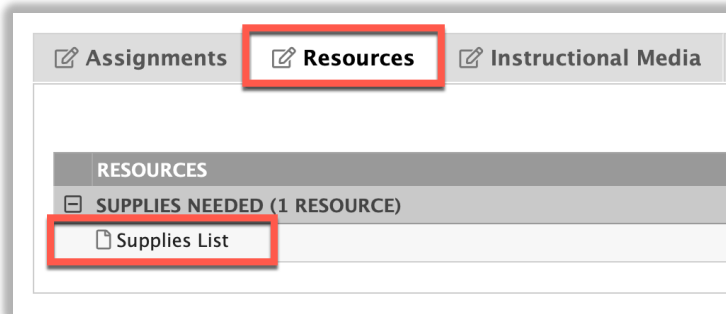 Assignments Resources Instructional Media
RESOURCES
SUPPLIES NEEDED (1 RESOURCE)
Supplies List